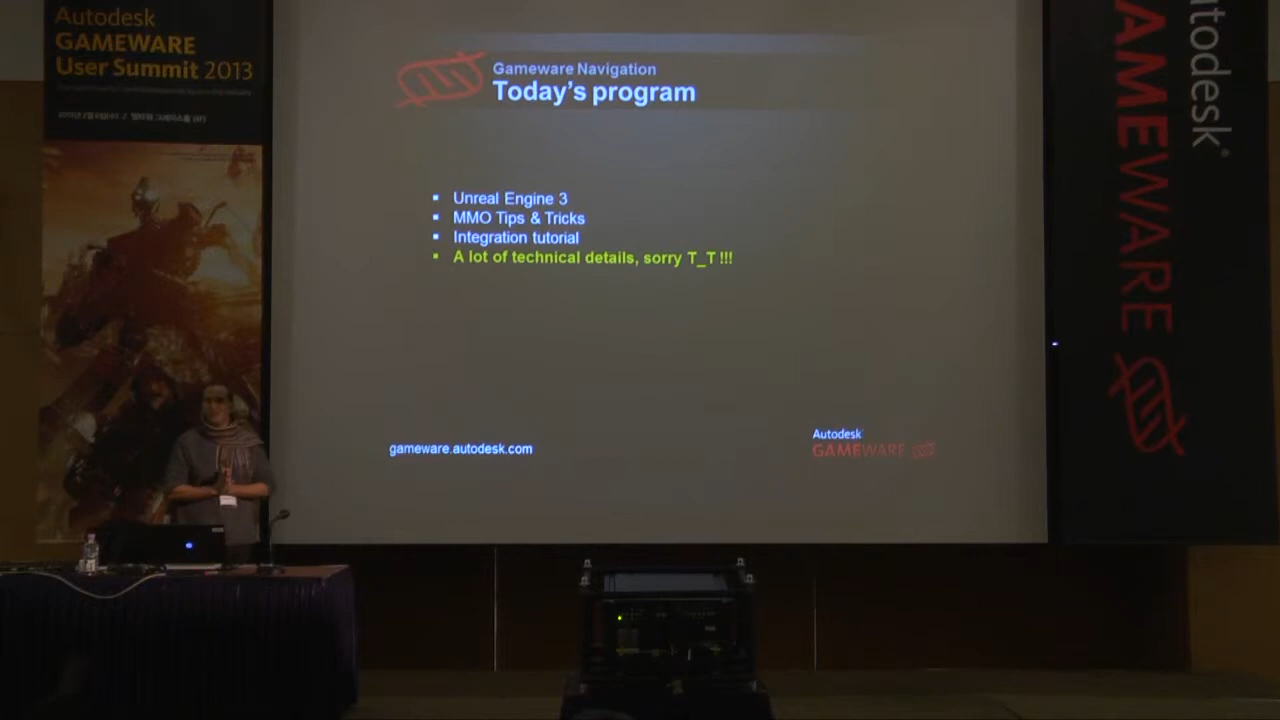 Autodesk
GAMEWARE
User Summit 2013
Gameware Navigation
Today's program
Unreal Engine 3
MMO Tips & Tricks
Integration tutorial
A lot of technical details, sorry T_T !!!
gameware.autodesk.com
Autodesk
GAMEWARE
Autodesk®
GAMEWARE